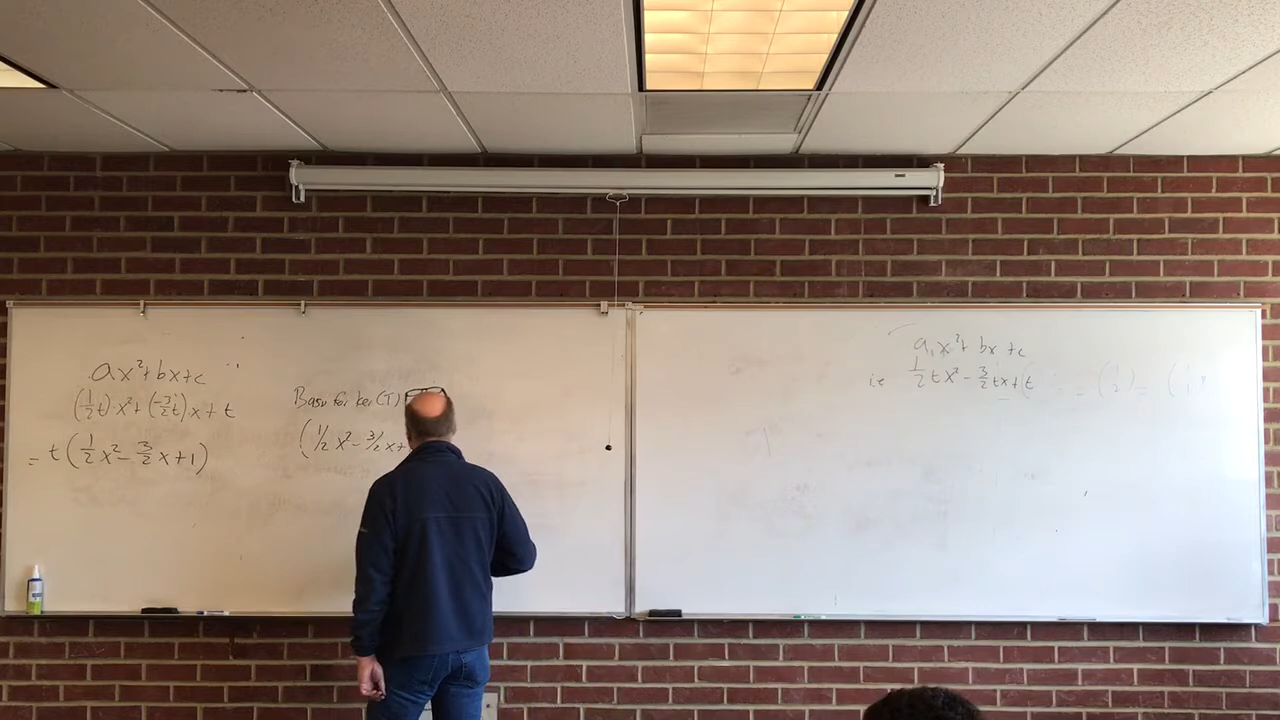 ax²+bx+c
(½t)·x²+(-3/2t)x+t
= t(½x²-3/2x+1)
Basis for ker(T)
(1/2x²-3/2x+
ax²+bx+c
ie ½tx²-3/2tx+t